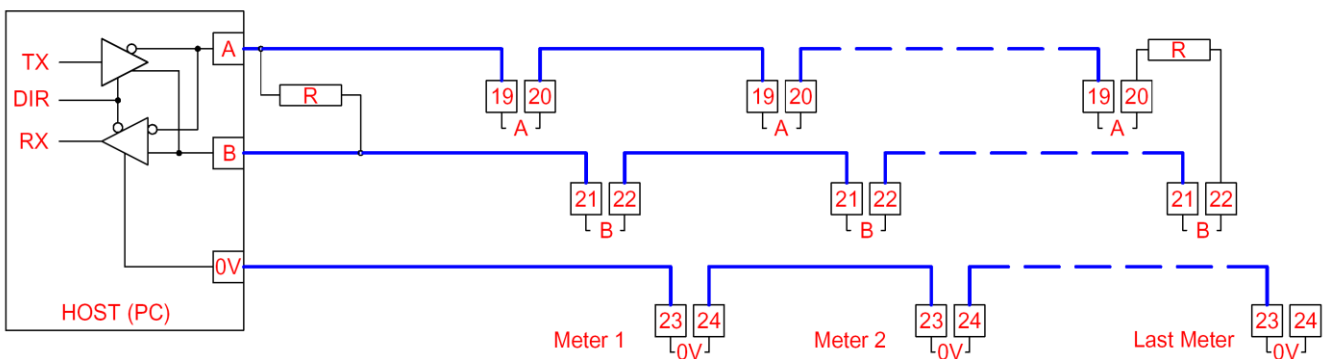 TX
DIR
RX
A
B
0V
HOST (PC)
R
19 20
A
19 20
A
19 20
A
R
21 22
B
21 22
B
21 22
B
Meter 1
23 24
0V
Meter 2
23 24
0V
Last Meter
23 24
0V